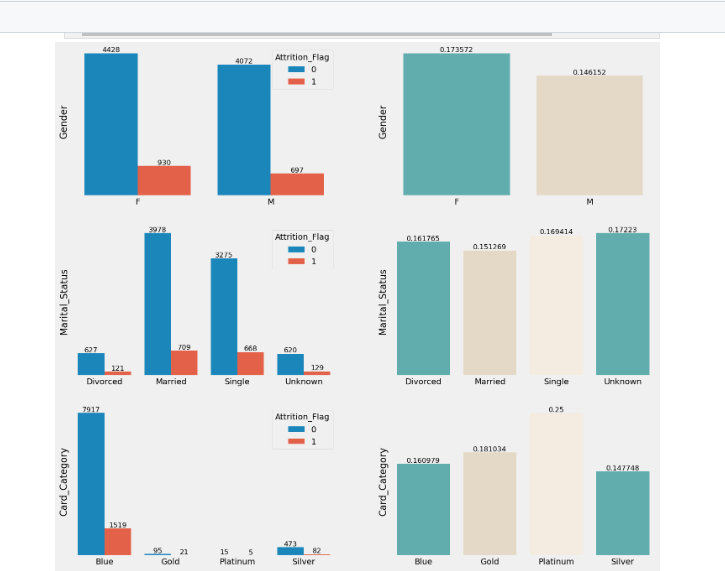 4428
4072
930
697
Attrition_Flag
0
1
Gender
F
M
0.173572
0.146152
Gender
F
M
3978
3275
627
121
709
668
620
129
Attrition_Flag
0
1
Marital_Status
Divorced Married Single Unknown
0.161765
0.151269
0.169414
0.17223
Marital_Status
Divorced Married Single Unknown
7917
1519
95
21
15
5
473
82
Attrition_Flag
0
1
Card_Category
Blue Gold Platinum Silver
0.160979
0.181034
0.25
0.147748
Card_Category
Blue Gold Platinum Silver